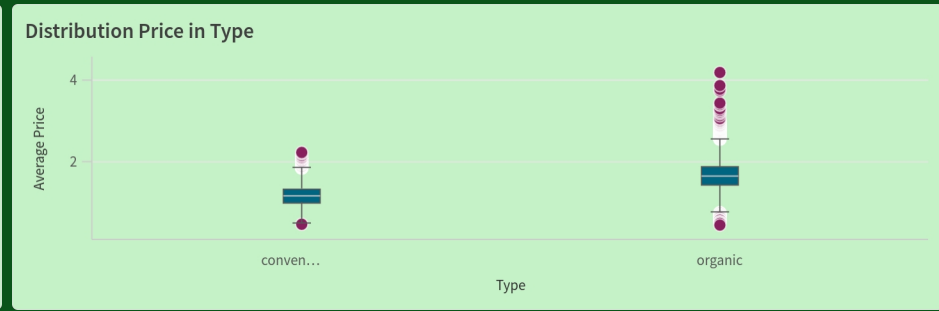 Distribution Price in Type
Average Price
4
2
conven…
organic
Type